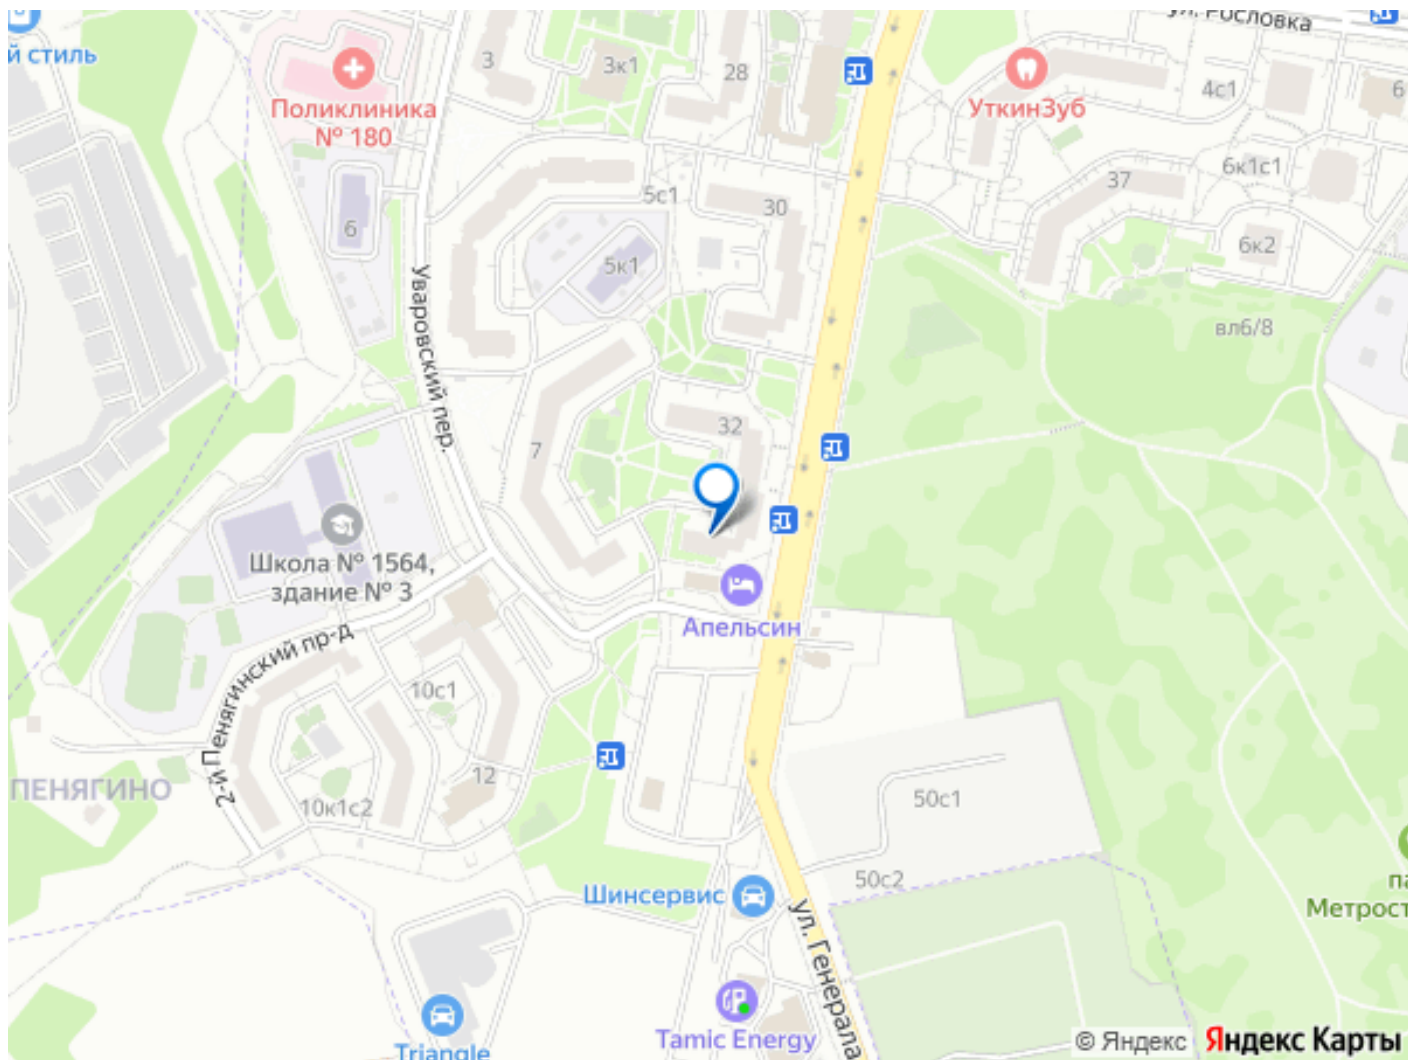 ул. Рословка
й стиль
3
3к1
28
4с1
6
УткинЗуб
Поликлиника
№ 180
37
6к1с1
5с1
30
6
6к2
5к1
Уваровский пер.
вл6/8
32
7
Школа № 1564,
здание № 3
Апельсин
2-й Пенягинский пр-д
10с1
ПЕНЯГИНО
12
10к1с2
50с1
50с2
па
Метрост
Шинсервис
ул. Генерала
Tamic Energy
Triangle
© Яндекс
Яндекс Карты